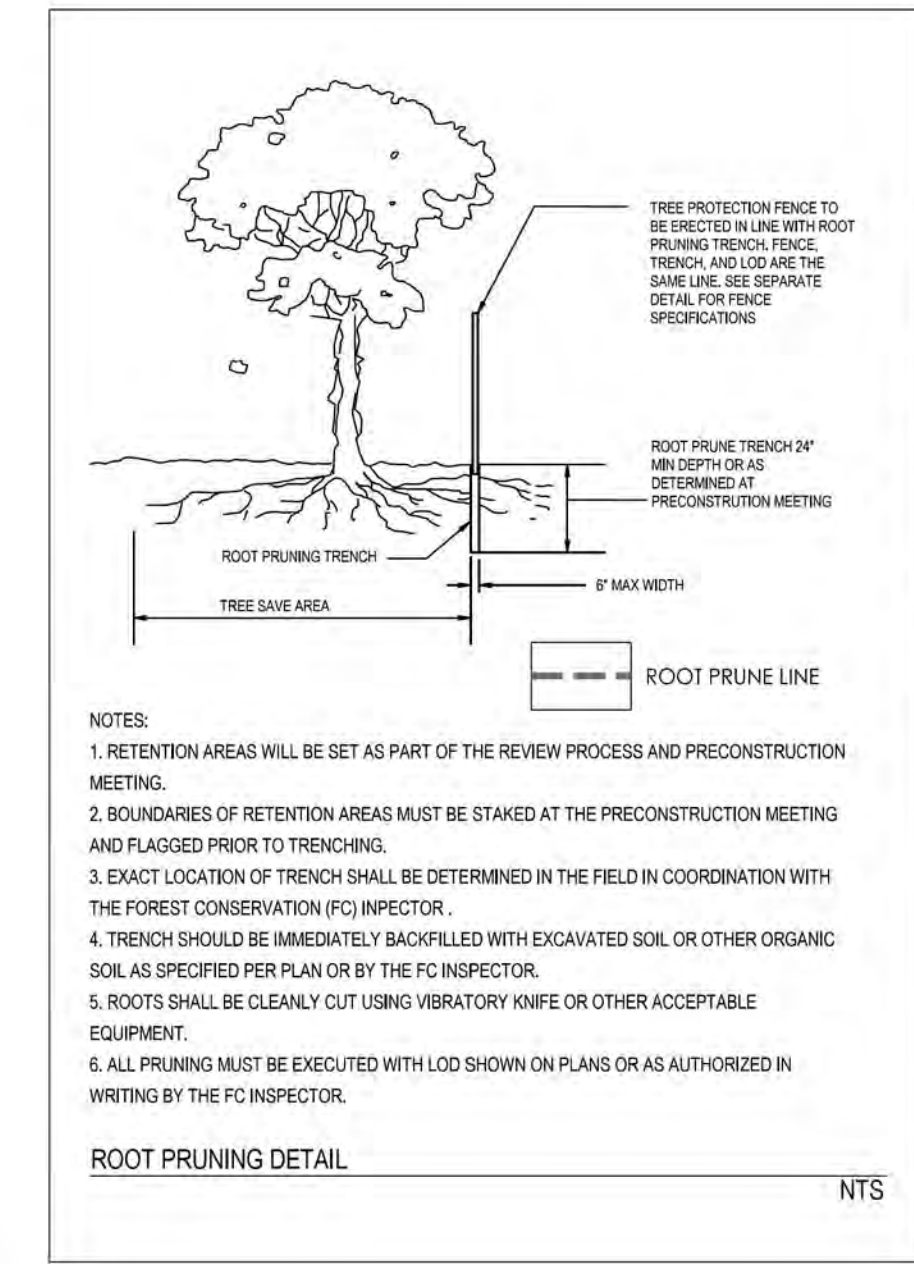 TREE PROTECTION FENCE TO
BE ERECTED IN LINE WITH ROOT
PRUNING TRENCH. FENCE,
TRENCH, AND LOD ARE THE
SAME LINE. SEE SEPARATE
DETAIL FOR FENCE
SPECIFICATIONS
ROOT PRUNE TRENCH 24"
MIN DEPTH OR AS
DETERMINED AT
PRECONSTRUTION MEETING
ROOT PRUNING TRENCH
6" MAX WIDTH
TREE SAVE AREA
ROOT PRUNE LINE
NOTES:
1. RETENTION AREAS WILL BE SET AS PART OF THE REVIEW PROCESS AND PRECONSTRUCTION
MEETING.
2. BOUNDARIES OF RETENTION AREAS MUST BE STAKED AT THE PRECONSTRUCTION MEETING
AND FLAGGED PRIOR TO TRENCHING.
3. EXACT LOCATION OF TRENCH SHALL BE DETERMINED IN THE FIELD IN COORDINATION WITH
THE FOREST CONSERVATION (FC) INPECTOR .
4. TRENCH SHOULD BE IMMEDIATELY BACKFILLED WITH EXCAVATED SOIL OR OTHER ORGANIC
SOIL AS SPECIFIED PER PLAN OR BY THE FC INSPECTOR.
5. ROOTS SHALL BE CLEANLY CUT USING VIBRATORY KNIFE OR OTHER ACCEPTABLE
EQUIPMENT.
6. ALL PRUNING MUST BE EXECUTED WITH LOD SHOWN ON PLANS OR AS AUTHORIZED IN
WRITING BY THE FC INSPECTOR.
ROOT PRUNING DETAIL
NTS